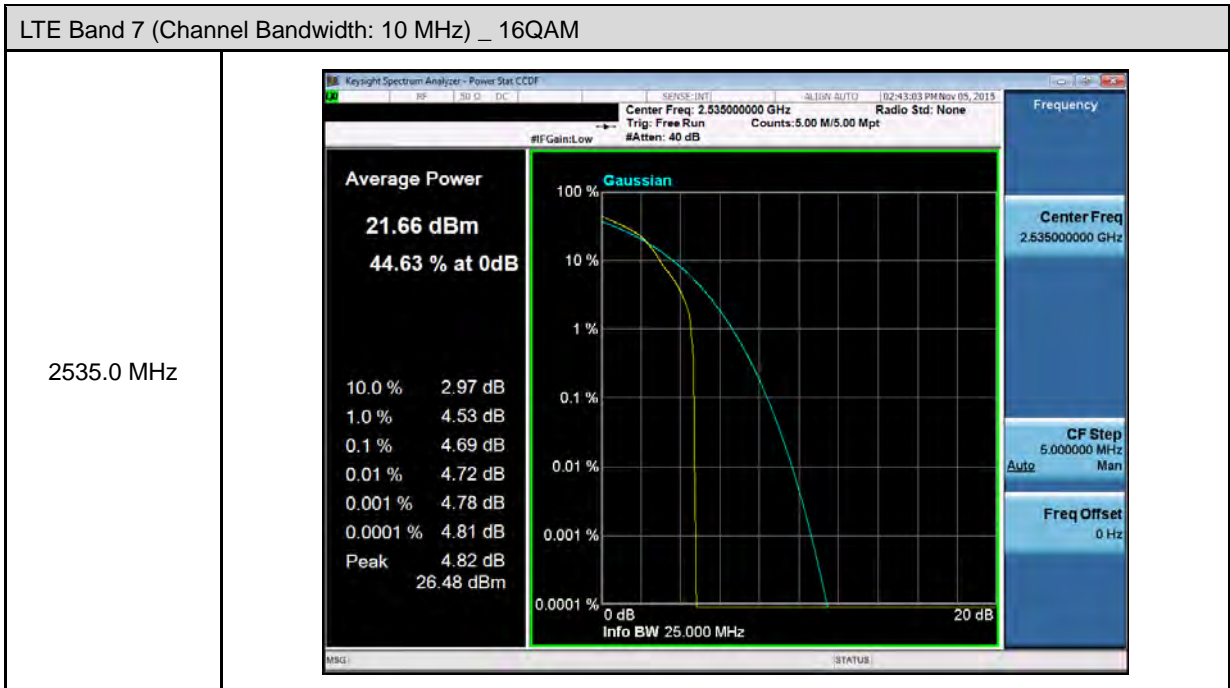 LTE Band 7 (Channel Bandwidth: 10 MHz) _ 16QAM
2535.0 MHz
Keysight Spectrum Analyzer - Power Stat CCDF
RF 50 Ω DC SENSE:INT ALIGN AUTO 02:43:03 PM Nov 05, 2015
Center Freq: 2.535000000 GHz Radio Std: None
Trig: Free Run Counts:5.00 M/5.00 Mpt
#IFGain:Low #Atten: 40 dB
Frequency
Average Power
21.66 dBm
44.63 % at 0dB
10.0 % 2.97 dB
1.0 % 4.53 dB
0.1 % 4.69 dB
0.01 % 4.72 dB
0.001 % 4.78 dB
0.0001 % 4.81 dB
Peak 4.82 dB
26.48 dBm
Gaussian
100 %
10 %
1 %
0.1 %
0.01 %
0.001 %
0.0001 %
0 dB 20 dB
Info BW 25.000 MHz
Center Freq
2.535000000 GHz
CF Step
5.000000 MHz
Auto Man
Freq Offset
0 Hz
MSG STATUS